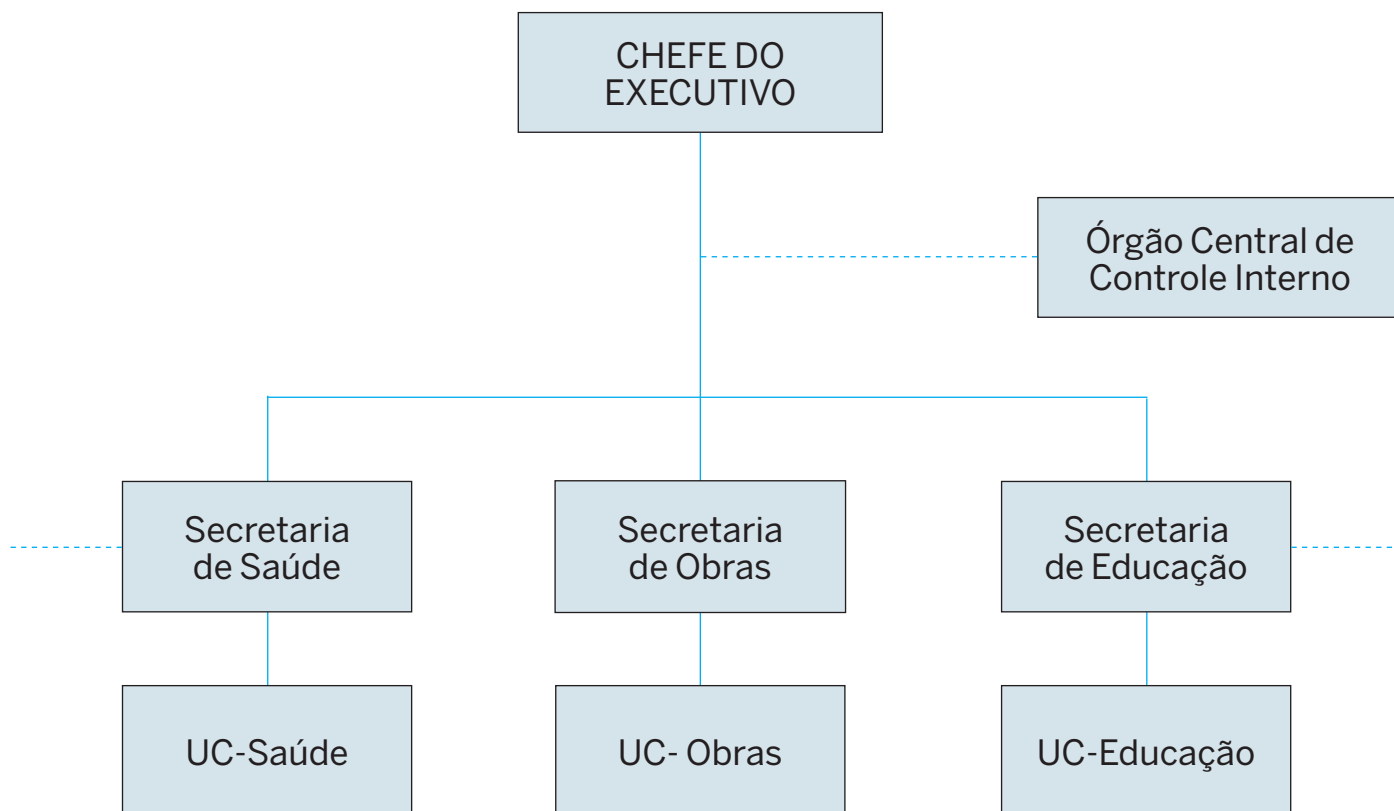 CHEFE DO
EXECUTIVO
Órgão Central de
Controle Interno
Secretaria
de Saúde
Secretaria
de Obras
Secretaria
de Educação
UC-Saúde
UC- Obras
UC-Educação